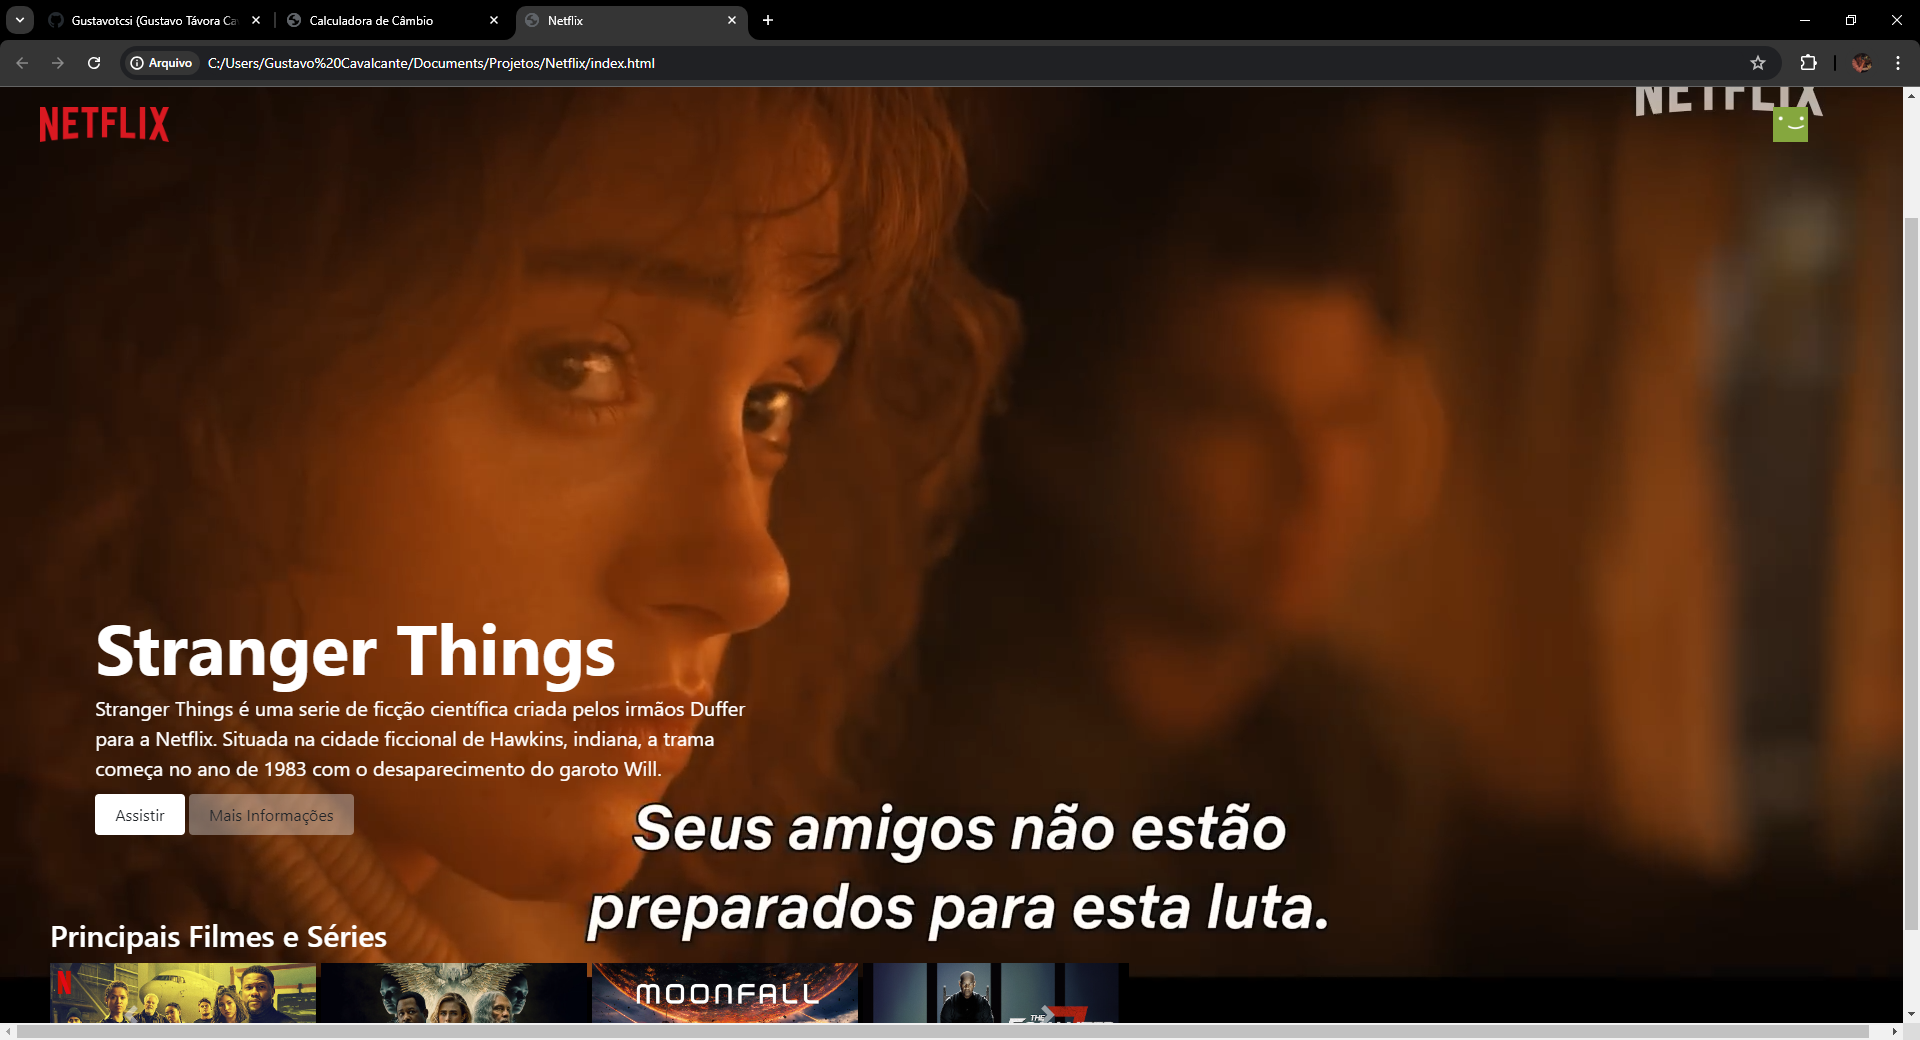 Gustavotcsi (Gustavo Távora Ca
Calculadora de Câmbio
Netflix
Arquivo
C:/Users/Gustavo%20Cavalcante/Documents/Projetos/Netflix/index.html
NETFLIX
NETFLIX
Stranger Things
Stranger Things é uma serie de ficção científica criada pelos irmãos Duffer
para a Netflix. Situada na cidade ficcional de Hawkins, indiana, a trama
começa no ano de 1983 com o desaparecimento do garoto Will.
Assistir
Mais Informações
Seus amigos não estão
preparados para esta luta.
Principais Filmes e Séries
N
MOONFALL
THE